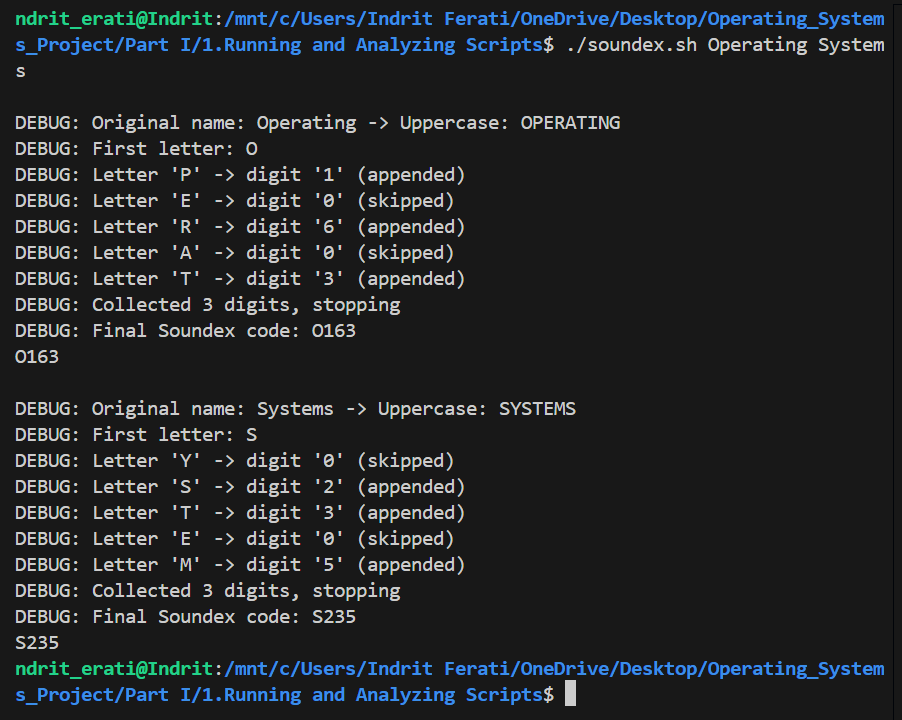 ndrit_erati@Indrit:/mnt/c/Users/Indrit Ferati/OneDrive/Desktop/Operating_System
s_Project/Part I/1.Running and Analyzing Scripts$ ./soundex.sh Operating System
s
DEBUG: Original name: Operating -> Uppercase: OPERATING
DEBUG: First letter: O
DEBUG: Letter 'P' -> digit '1' (appended)
DEBUG: Letter 'E' -> digit '0' (skipped)
DEBUG: Letter 'R' -> digit '6' (appended)
DEBUG: Letter 'A' -> digit '0' (skipped)
DEBUG: Letter 'T' -> digit '3' (appended)
DEBUG: Collected 3 digits, stopping
DEBUG: Final Soundex code: O163
O163
DEBUG: Original name: Systems -> Uppercase: SYSTEMS
DEBUG: First letter: S
DEBUG: Letter 'Y' -> digit '0' (skipped)
DEBUG: Letter 'S' -> digit '2' (appended)
DEBUG: Letter 'T' -> digit '3' (appended)
DEBUG: Letter 'E' -> digit '0' (skipped)
DEBUG: Letter 'M' -> digit '5' (appended)
DEBUG: Collected 3 digits, stopping
DEBUG: Final Soundex code: S235
S235
ndrit_erati@Indrit:/mnt/c/Users/Indrit Ferati/OneDrive/Desktop/Operating_System
s_Project/Part I/1.Running and Analyzing Scripts$